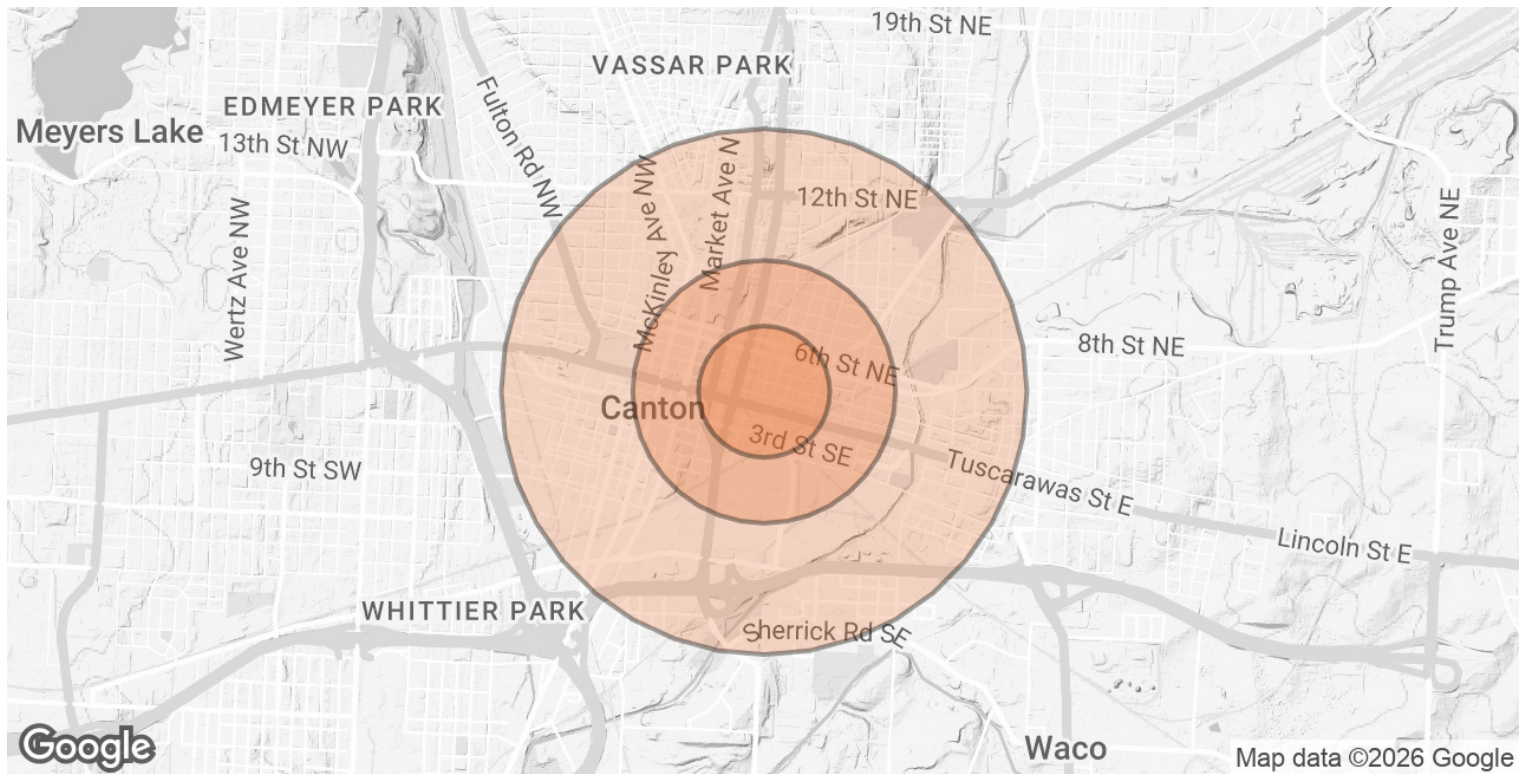 19th St NE
VASSAR PARK
EDMEYER PARK
Meyers Lake
13th St NW
Fulton Rd NW
McKinley Ave NW
Market Ave N
12th St NE
Wertz Ave NW
Trump Ave NE
8th St NE
6th St NE
Canton
3rd St SE
9th St SW
Tuscarawas St E
Lincoln St E
WHITTIER PARK
Sherrick Rd SE
Waco
Google
Map data ©2026 Google